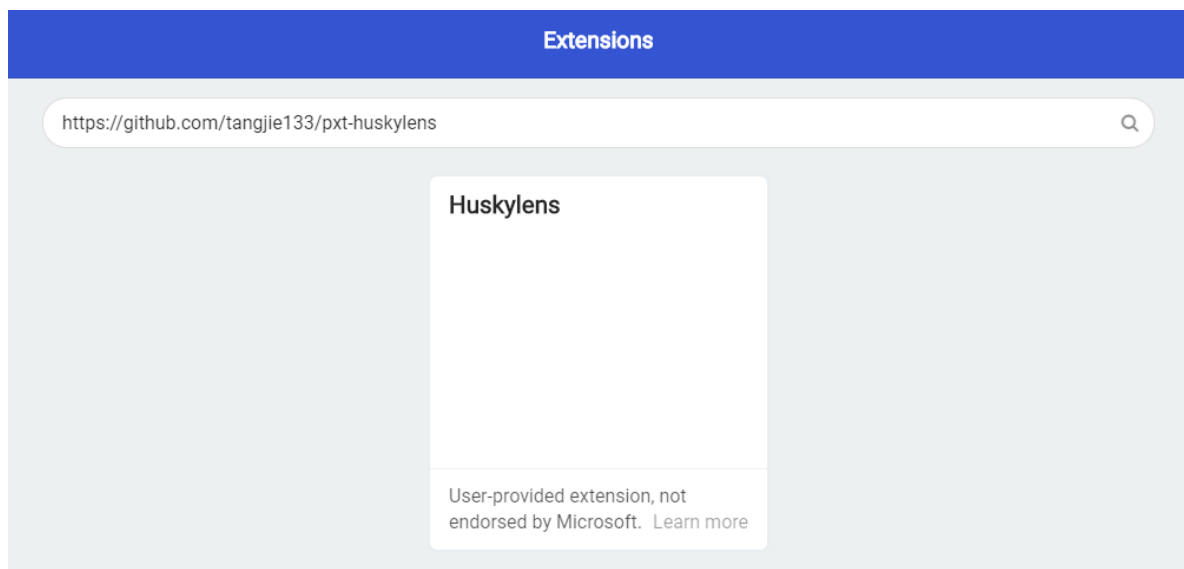 Extensions
https://github.com/tangjie133/pxt-huskylens
Huskylens
User-provided extension, not
endorsed by Microsoft. Learn more